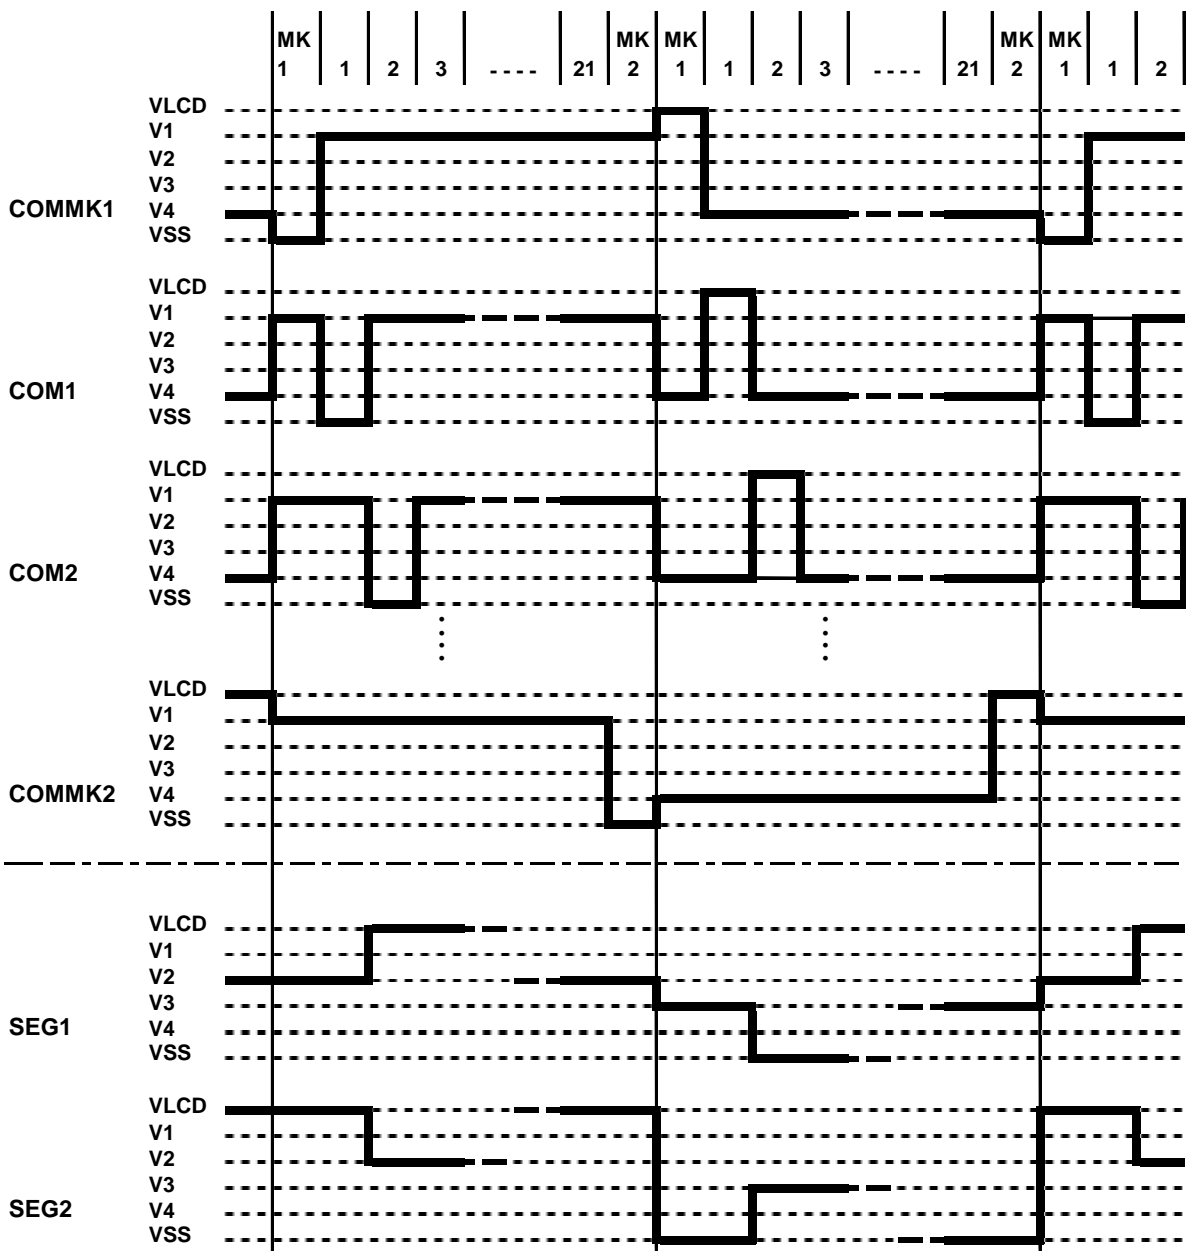 MK MK MK MK MK
1 1 2 3 ---- 21 2 1 1 2 3 ---- 21 2 1 1 2
VLCD
V1
V2
V3
COMMK1 V4
VSS
VLCD
V1
V2
V3
COM1 V4
VSS
VLCD
V1
V2
V3
COM2 V4
VSS
VLCD
V1
V2
V3
COMMK2 V4
VSS
VLCD
V1
V2
V3
SEG1 V4
VSS
VLCD
V1
V2
V3
SEG2 V4
VSS